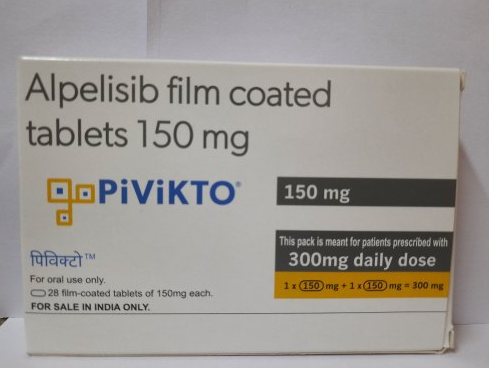 Alpelisib film coated
tablets 150 mg
PiViKTO®
150 mg
This pack is meant for patients prescribed with
300mg daily dose
1 x 150 mg + 1 x 150 mg = 300 mg
पिविक्टो™
For oral use only.
28 film-coated tablets of 150mg each.
FOR SALE IN INDIA ONLY.